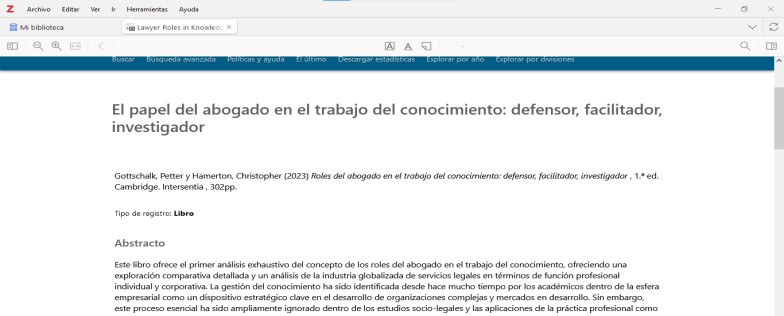 Z Archivo Editar Ver Ir Herramientas Ayuda
Mi biblioteca Lawyer Roles in Knowled
Buscar Búsqueda avanzada Políticas y ayuda El último Descargar estadísticas Explorar por año Explorar por divisiones
El papel del abogado en el trabajo del conocimiento: defensor, facilitador,
investigador
Gottschalk, Petter y Hamerton, Christopher (2023) Roles del abogado en el trabajo del conocimiento: defensor, facilitador, investigador , 1.ª ed.
Cambridge. Intersentia , 302pp.
Tipo de registro: Libro
Abstracto
Este libro ofrece el primer análisis exhaustivo del concepto de los roles del abogado en el trabajo del conocimiento, ofreciendo una
exploración comparativa detallada y un análisis de la industria globalizada de servicios legales en términos de función profesional
individual y corporativa. La gestión del conocimiento ha sido identificada desde hace mucho tiempo por los académicos dentro de la esfera
empresarial como un dispositivo estratégico clave en el desarrollo de organizaciones complejas y mercados en desarrollo. Sin embargo,
este proceso esencial ha sido ampliamente ignorado dentro de los estudios socio-legales y las aplicaciones de la práctica profesional como